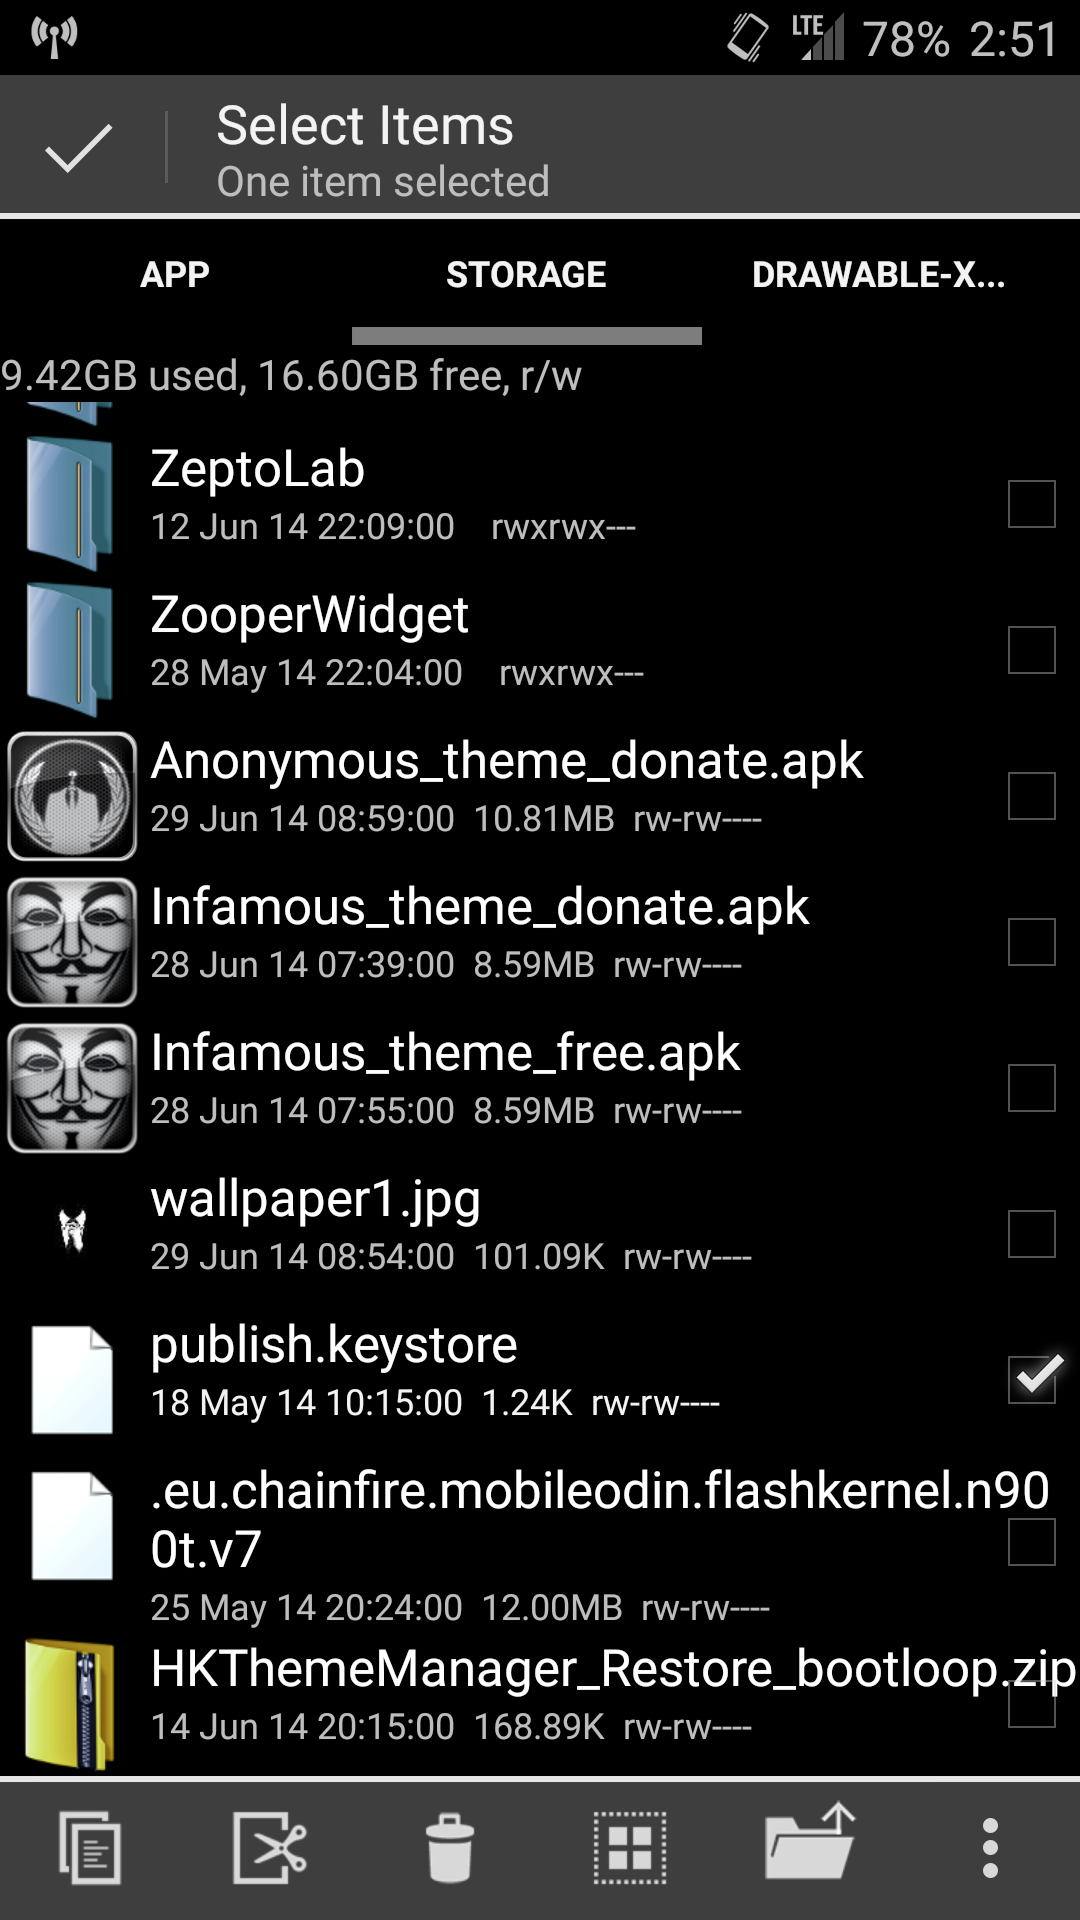 LTE 78% 2:51
Select Items
One item selected
APP STORAGE DRAWABLE-X...
9.42GB used, 16.60GB free, r/w
ZeptoLab
12 Jun 14 22:09:00 rwxrwx---
ZooperWidget
28 May 14 22:04:00 rwxrwx---
Anonymous_theme_donate.apk
29 Jun 14 08:59:00 10.81MB rw-rw----
Infamous_theme_donate.apk
28 Jun 14 07:39:00 8.59MB rw-rw----
Infamous_theme_free.apk
28 Jun 14 07:55:00 8.59MB rw-rw----
wallpaper1.jpg
29 Jun 14 08:54:00 101.09K rw-rw----
publish.keystore
18 May 14 10:15:00 1.24K rw-rw----
.eu.chainfire.mobileodin.flashkernel.n90
0t.v7
25 May 14 20:24:00 12.00MB rw-rw----
HKThemeManager_Restore_bootloop.zip
14 Jun 14 20:15:00 168.89K rw-rw----